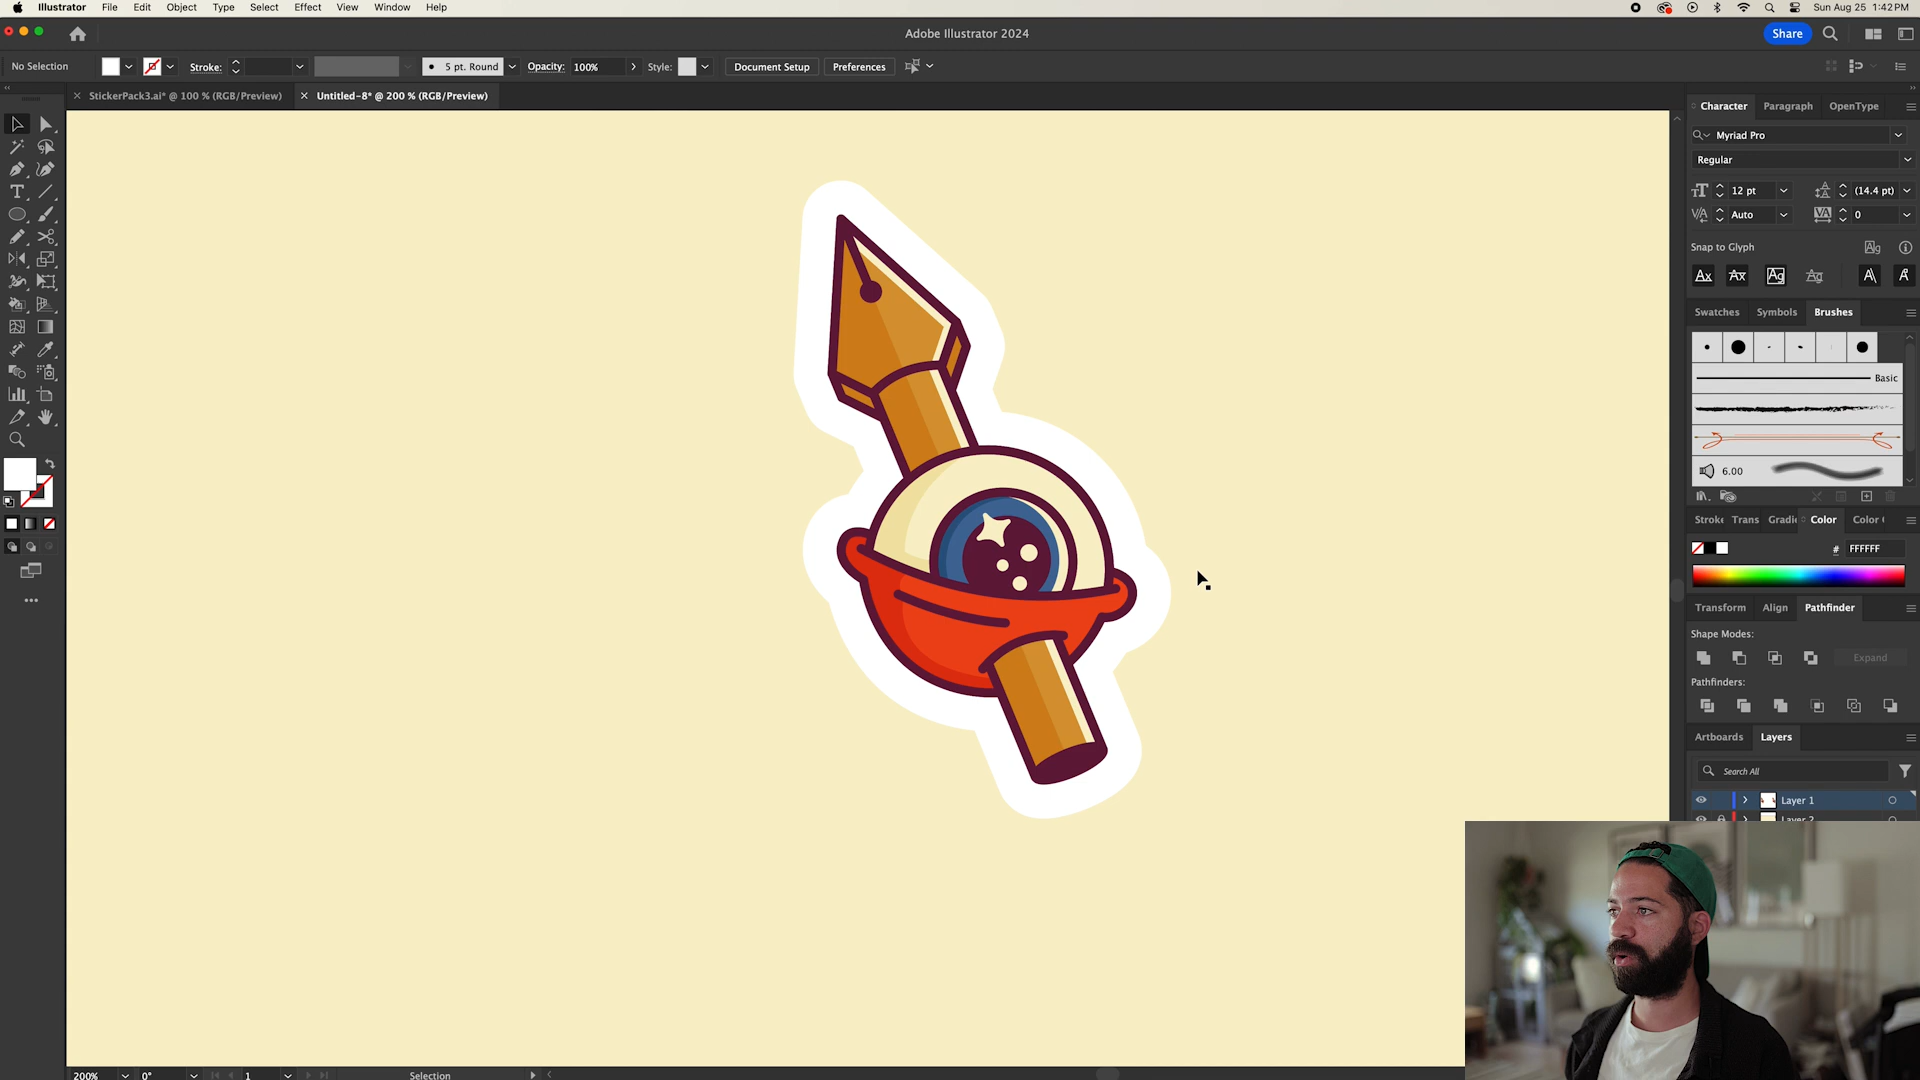 Illustrator File Edit Object Type Select Effect View Window Help Sun Aug 25 1:42 PM
Adobe Illustrator 2024 Share
No Selection Stroke: 5 pt. Round Opacity: 100% Style: Document Setup Preferences
StickerPack3.ai* @ 100 % (RGB/Preview) Untitled-8* @ 200 % (RGB/Preview)
Character Paragraph OpenType
Myriad Pro
Regular
12 pt (14.4 pt)
Auto 0
Snap to Glyph
Swatches Symbols Brushes
Basic
6.00
Stroke Trans Gradie Color Color
# FFFFFF
Transform Align Pathfinder
Shape Modes:
Expand
Pathfinders:
Artboards Layers
Search All
Layer 1
Layer 2
200% 0° 1 Selection